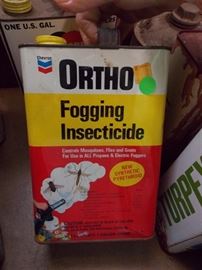 ONE U.S. GAL.
Chevron
ORTHO
Fogging
Insecticide
Controls Mosquitoes, Flies and Gnats
For Use in ALL Propane & Electric Foggers
NEW
SYNTHETIC
PYRETHROID
TURPE